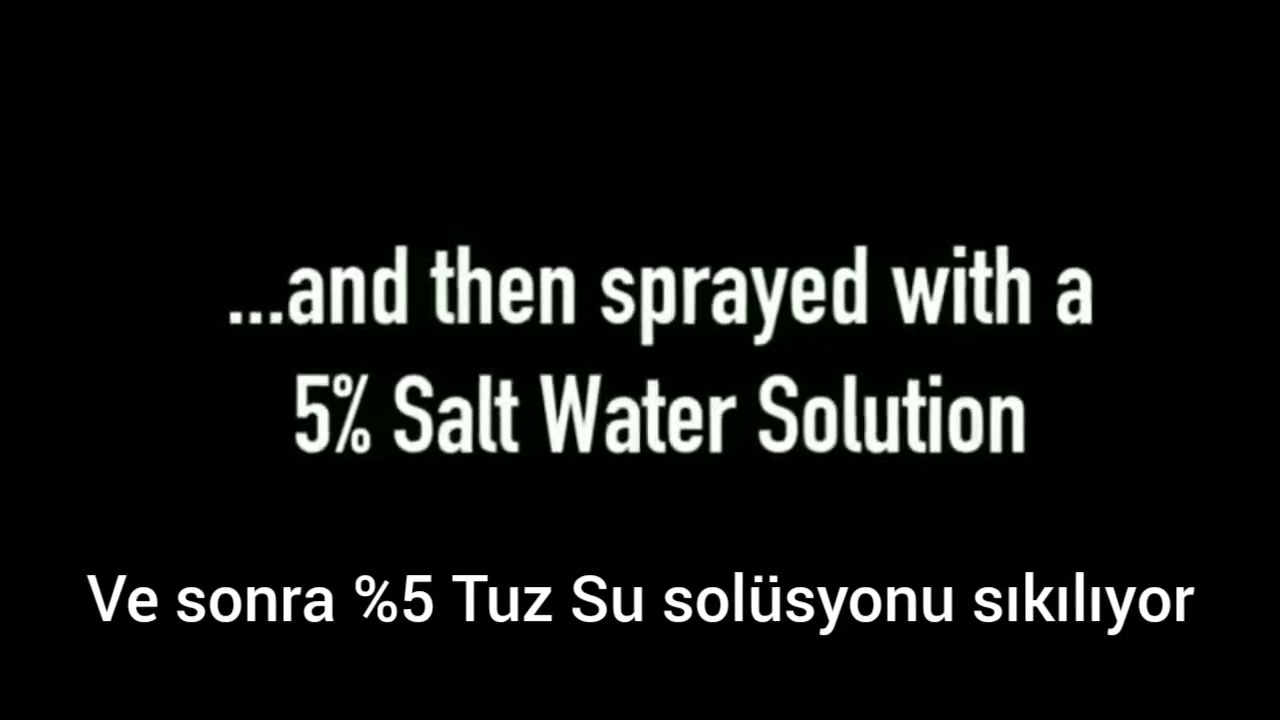 ...and then sprayed with a
5% Salt Water Solution
Ve sonra %5 Tuz Su solüsyonu sıkılıyor